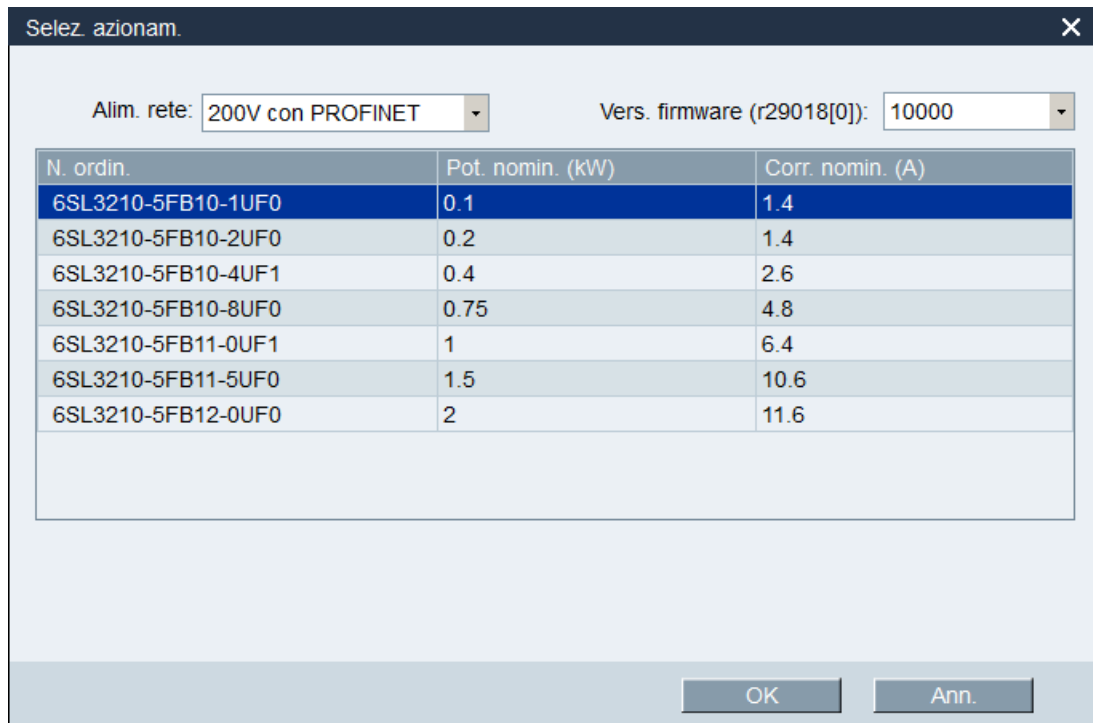 Selez. azionam.
Alim. rete: 200V con PROFINET Vers. firmware (r29018[0]): 10000
N. ordin. Pot. nomin. (kW) Corr. nomin. (A)
6SL3210-5FB10-1UF0 0.1 1.4
6SL3210-5FB10-2UF0 0.2 1.4
6SL3210-5FB10-4UF1 0.4 2.6
6SL3210-5FB10-8UF0 0.75 4.8
6SL3210-5FB11-0UF1 1 6.4
6SL3210-5FB11-5UF0 1.5 10.6
6SL3210-5FB12-0UF0 2 11.6
OK Ann.